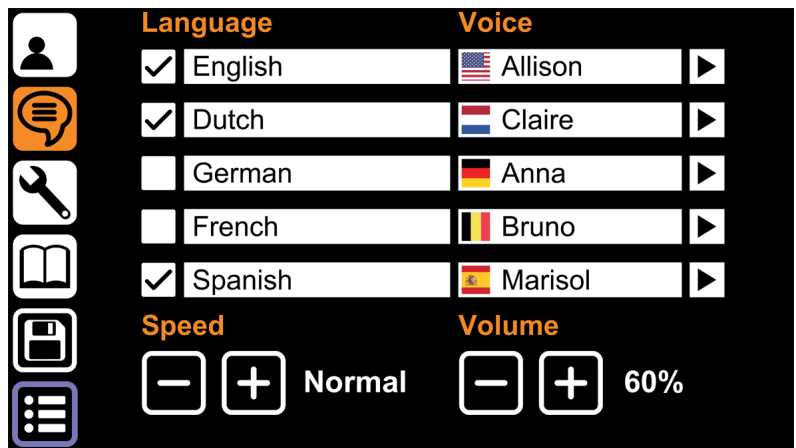 Language Voice
English Allison
Dutch Claire
German Anna
French Bruno
Spanish Marisol
Speed Volume
Normal 60%